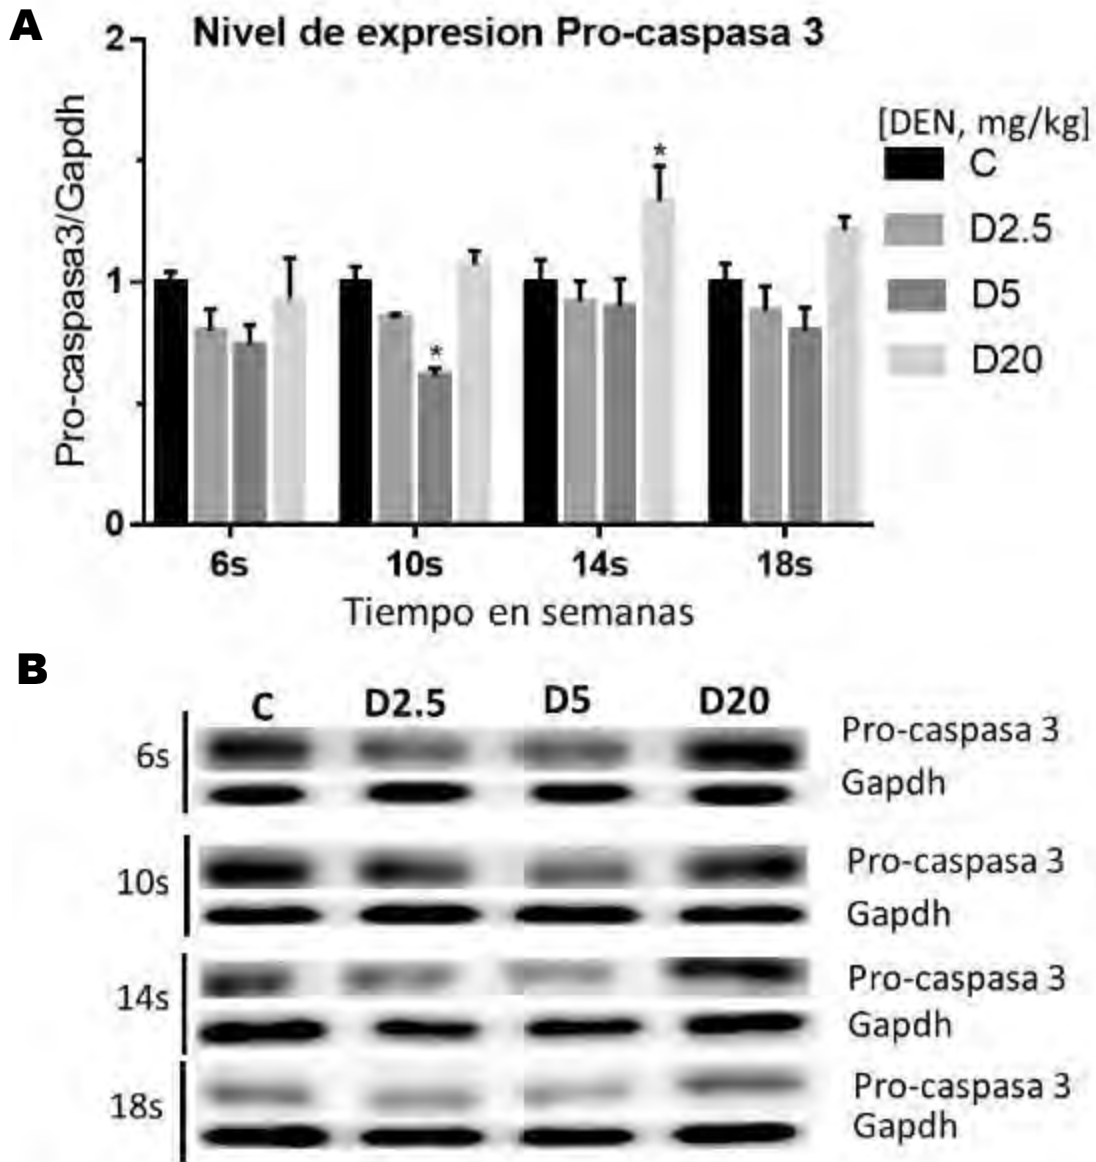 A
Nivel de expresion Pro-caspasa 3
Pro-caspasa3/Gapdh
2
1
0
*
*
6s 10s 14s 18s
Tiempo en semanas
[DEN, mg/kg]
C
D2.5
D5
D20
B
C D2.5 D5 D20
6s
Pro-caspasa 3
Gapdh
10s
Pro-caspasa 3
Gapdh
14s
Pro-caspasa 3
Gapdh
18s
Pro-caspasa 3
Gapdh